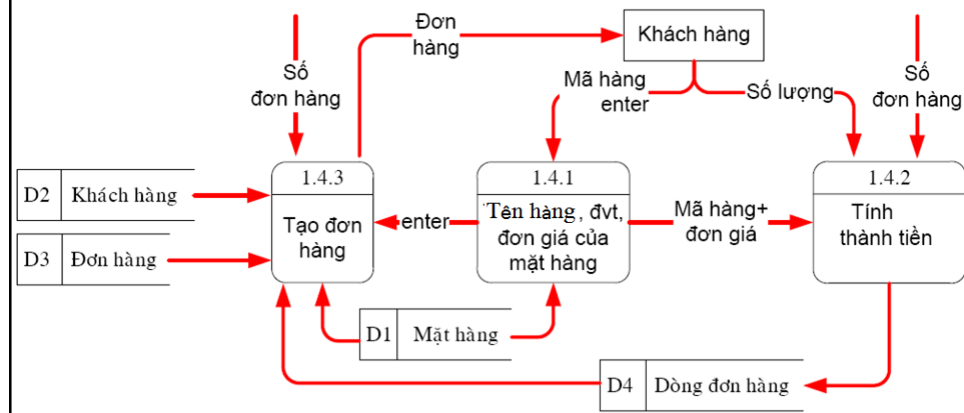 Đơn
hàng
Khách hàng
Số
đơn hàng
Mã hàng
enter
Số lượng
Số
đơn hàng
D2 Khách hàng
D3 Đơn hàng
1.4.3
Tạo đơn
hàng
enter
1.4.1
Tên hàng, đvt,
đơn giá của
mặt hàng
Mã hàng+
đơn giá
1.4.2
Tính
thành tiền
D1 Mặt hàng
D4 Dòng đơn hàng